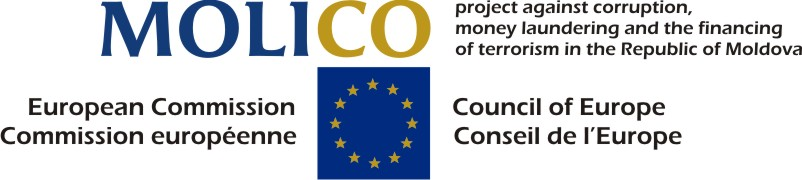 MOLICO
project against corruption,
money laundering and the financing
of terrorism in the Republic of Moldova
European Commission
Commission européenne
Council of Europe
Conseil de l'Europe